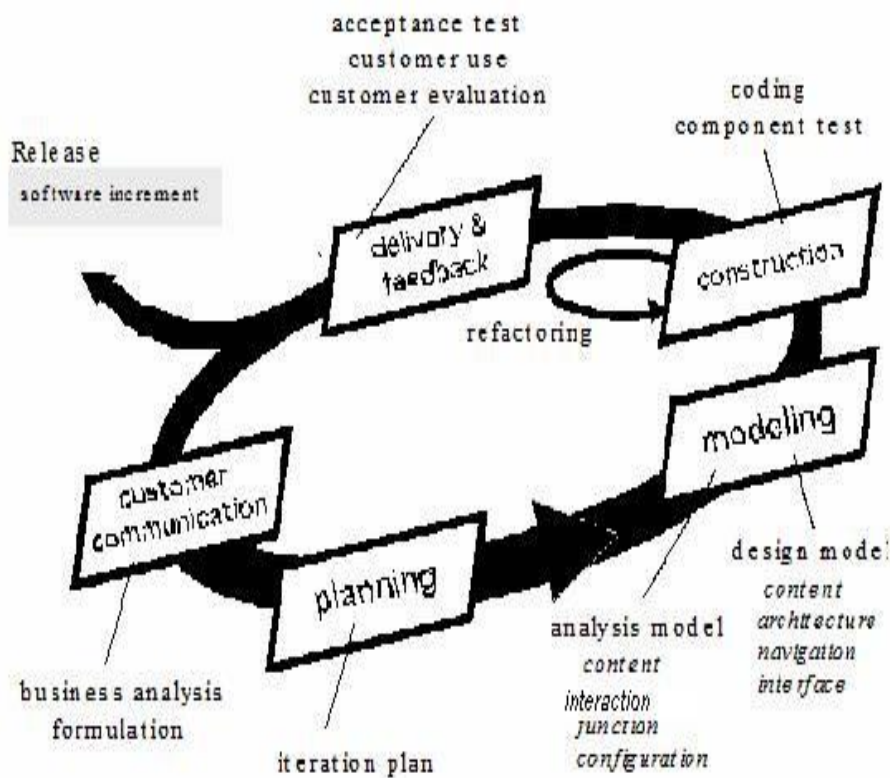 acceptance test
customer use
customer evaluation
coding
component test
Release
software increment
delivery &
feedback
construction
refactoring
modeling
customer
communication
planning
design model
content
architecture
navigation
interface
analysis model
content
interaction
function
configuration
business analysis
formulation
iteration plan